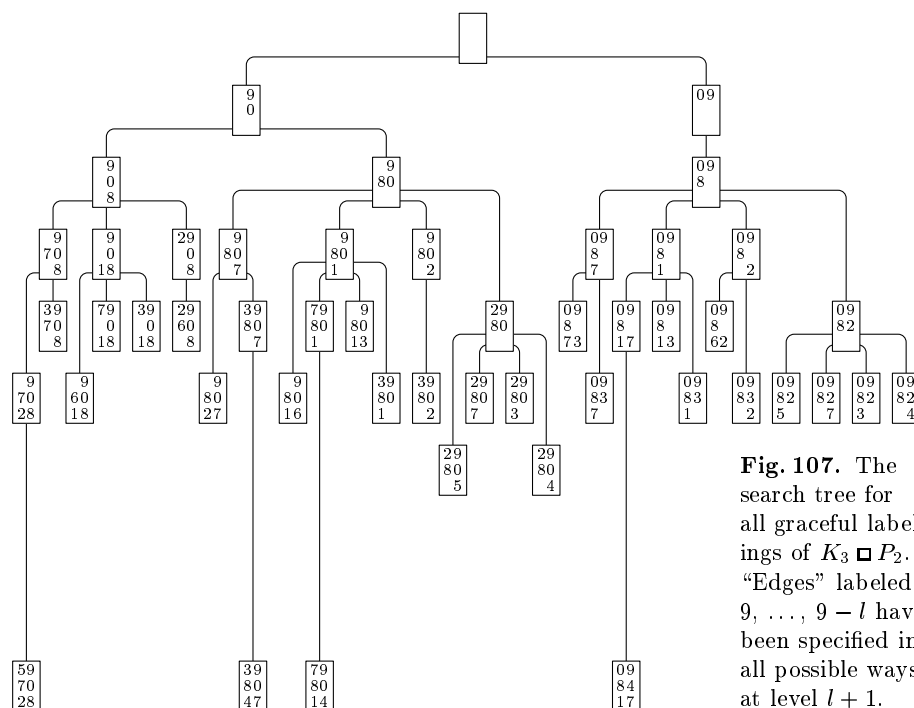 9 09
0
9 9 09
0 80 8
8
9 9 29 9 9 9 09 09 09
70 0 0 80 80 80 8 8 8
8 18 8 7 1 2 7 1 2
39 79 39 29 39 79 9 29 09 09 09 09 09
70 0 0 60 80 80 80 80 8 8 8 8 82
8 18 18 8 7 1 13 73 17 13 62
9 9 9 9 39 39 29 29 09 09 09 09 09 09 09
70 60 80 80 80 80 80 80 83 83 83 82 82 82 82
28 18 27 16 1 2 7 3 7 1 2 5 7 3 4
29 29
80 80
5 4
Fig. 107. The
search tree for
all graceful label
ings of K₃ □ P₂.
“Edges” labeled
9, …, 9 − l hav
been specified in
all possible ways
at level l + 1.
59 39 79 09
70 80 80 84
28 47 14 17